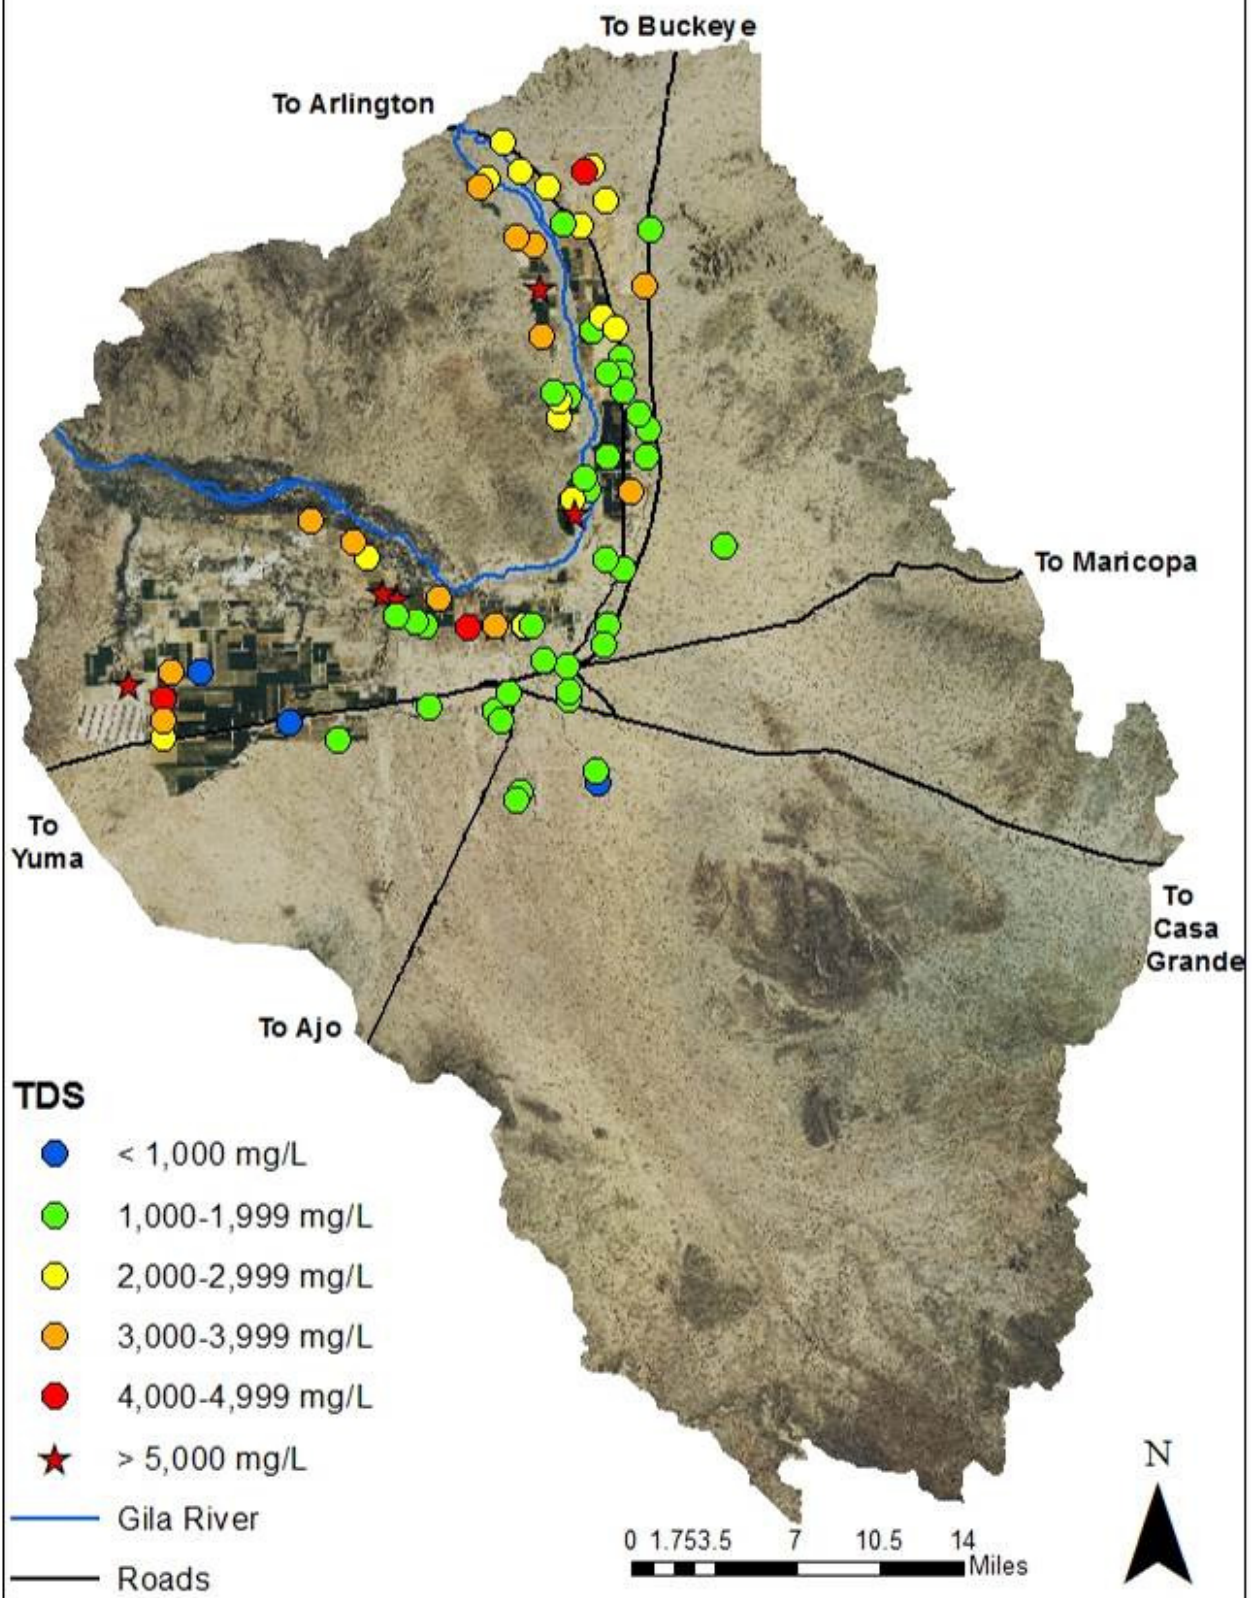 To Buckeye
To Arlington
To Maricopa
To
Yuma
To
Casa
Grande
To Ajo
TDS
< 1,000 mg/L
1,000-1,999 mg/L
2,000-2,999 mg/L
3,000-3,999 mg/L
4,000-4,999 mg/L
> 5,000 mg/L
Gila River
Roads
N
0 1.753.5 7 10.5 14
Miles